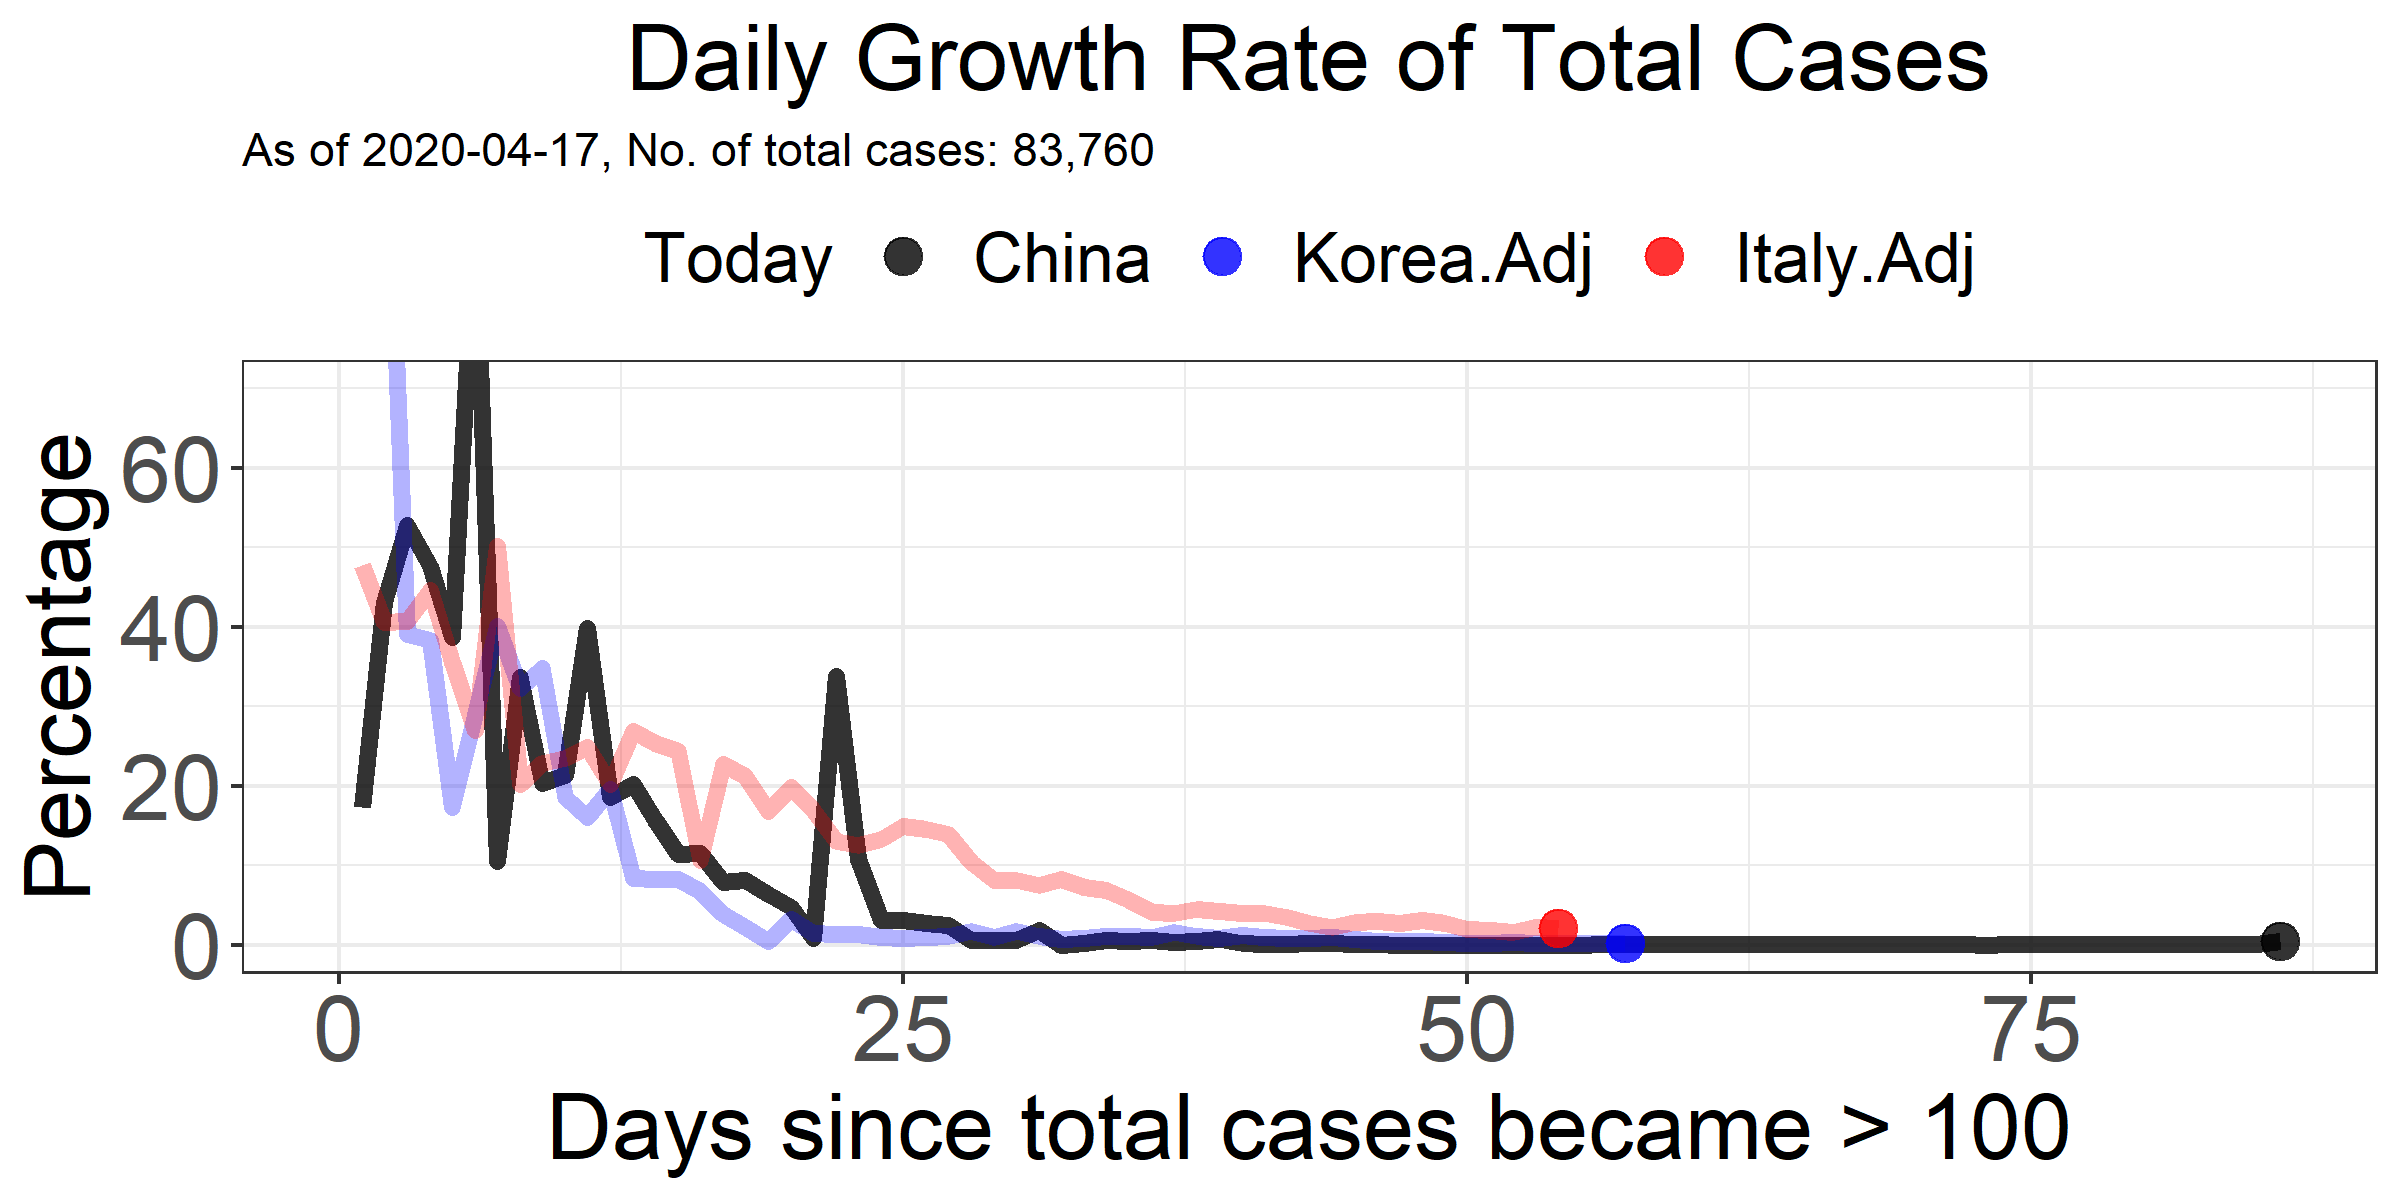 Daily Growth Rate of Total Cases
As of 2020-04-17, No. of total cases: 83,760
Today China Korea.Adj Italy.Adj
Percentage
60
40
20
0
0 25 50 75
Days since total cases became > 100